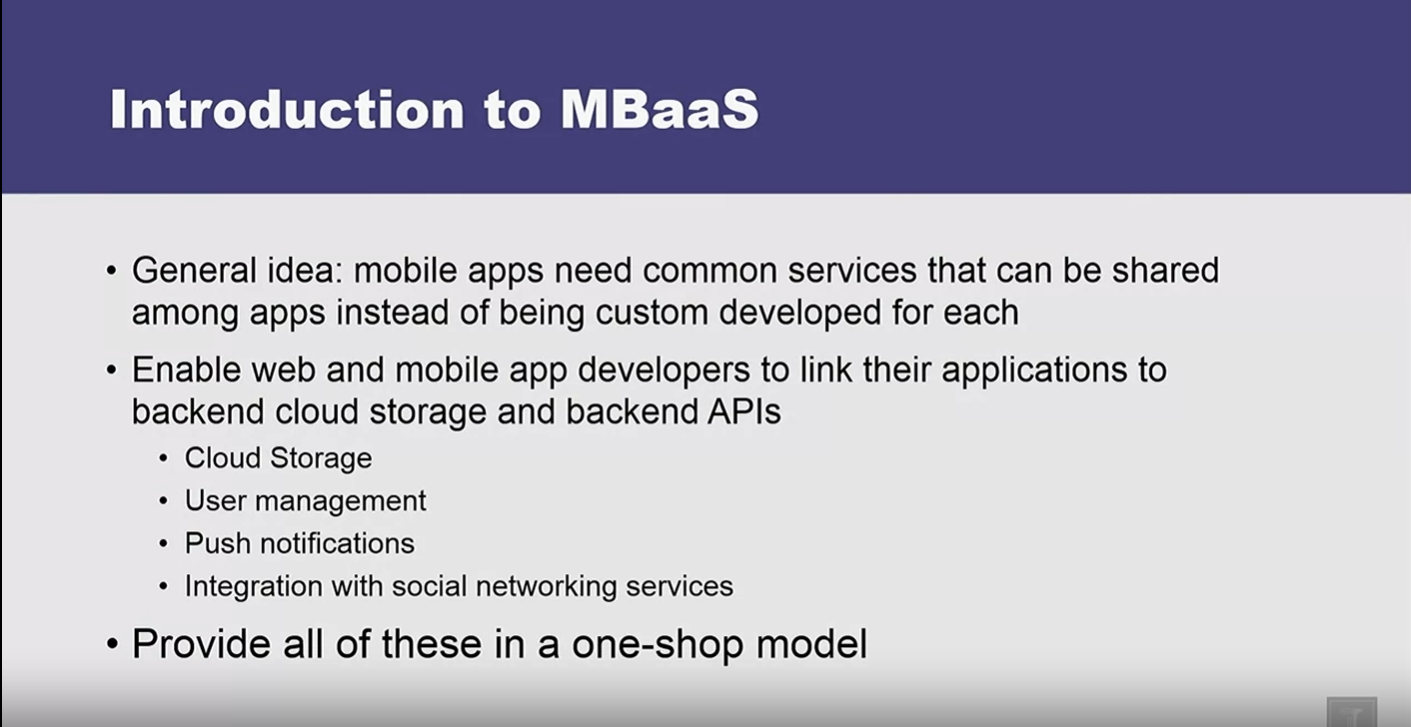 Introduction to MBaaS
• General idea: mobile apps need common services that can be shared
among apps instead of being custom developed for each
• Enable web and mobile app developers to link their applications to
backend cloud storage and backend APIs
• Cloud Storage
• User management
• Push notifications
• Integration with social networking services
• Provide all of these in a one-shop model